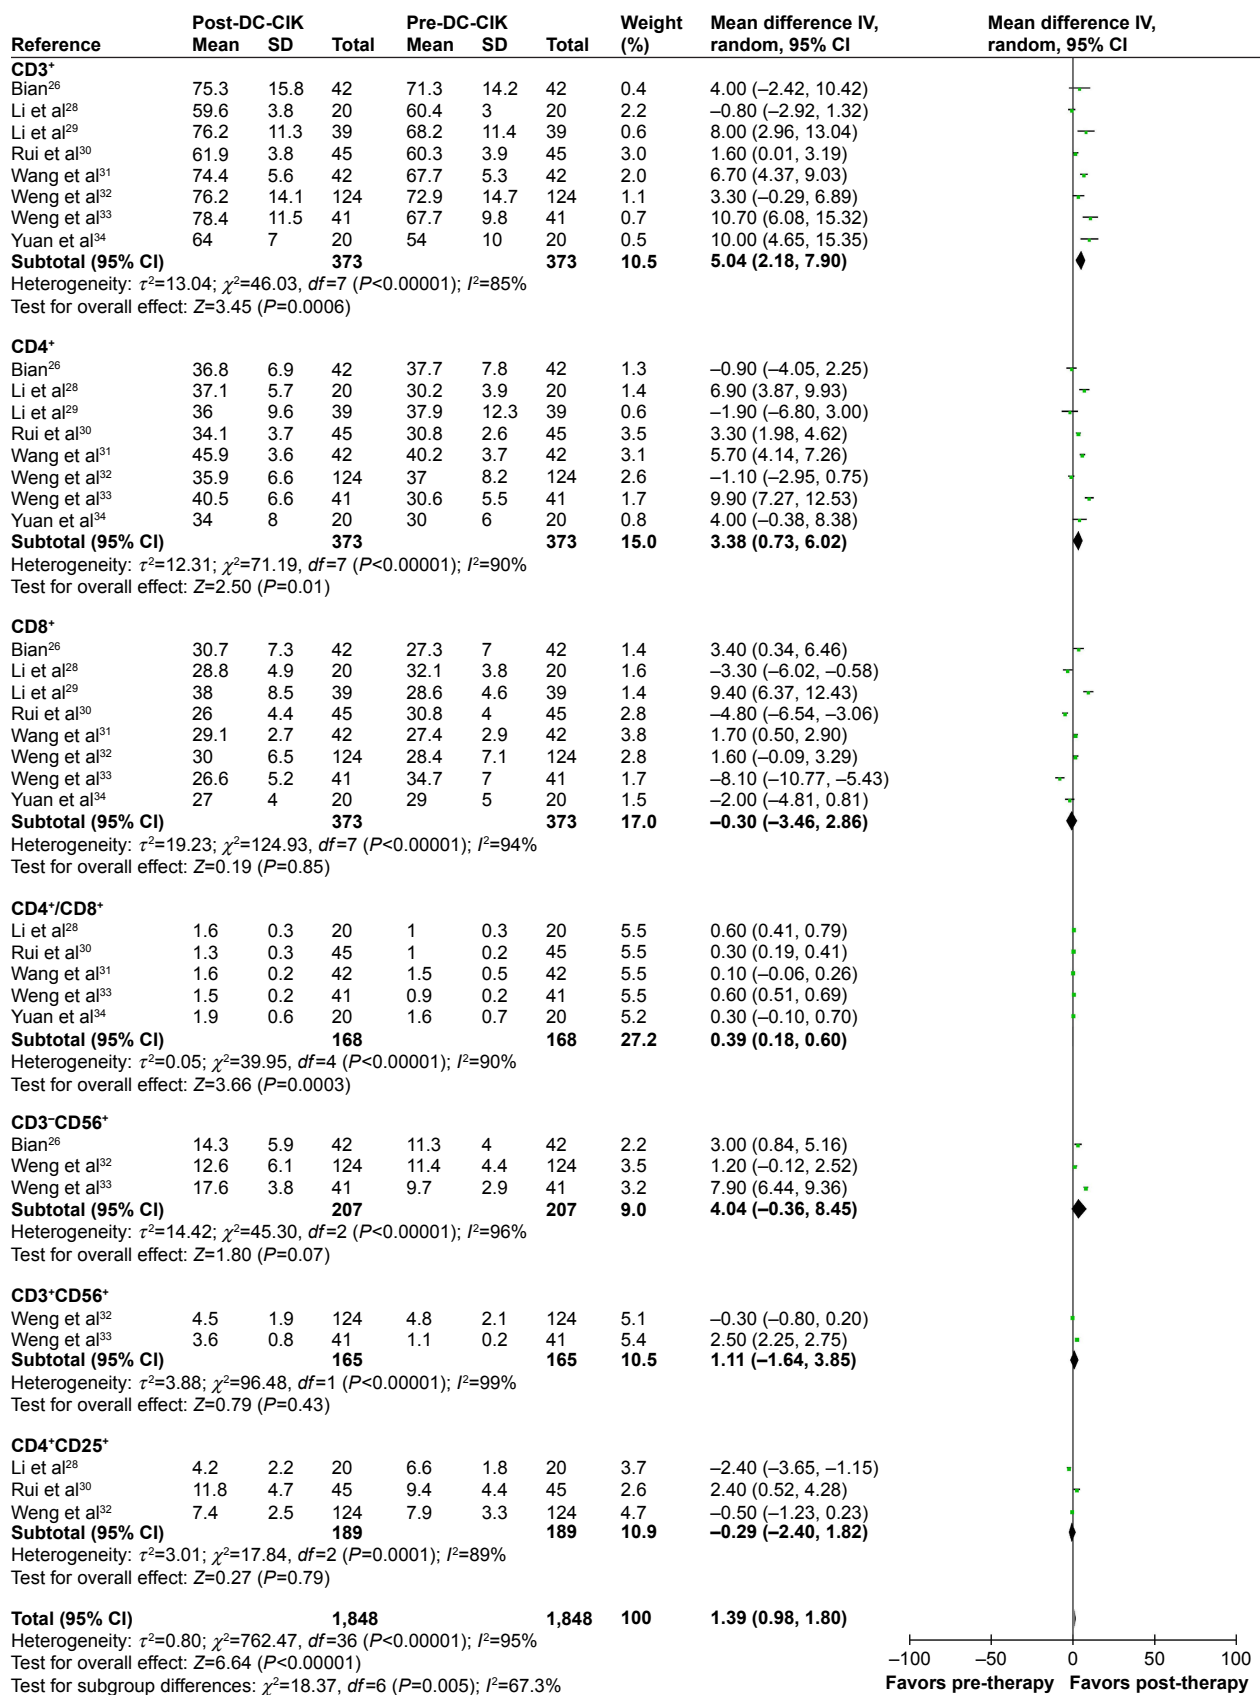 Post-DC-CIK Pre-DC-CIK Weight Mean difference IV, Mean difference IV,
Reference Mean SD Total Mean SD Total (%) random, 95% CI random, 95% CI
CD3⁺
Bian²⁶ 75.3 15.8 42 71.3 14.2 42 0.4 4.00 (–2.42, 10.42)
Li et al²⁸ 59.6 3.8 20 60.4 3 20 2.2 –0.80 (–2.92, 1.32)
Li et al²⁹ 76.2 11.3 39 68.2 11.4 39 0.6 8.00 (2.96, 13.04)
Rui et al³⁰ 61.9 3.8 45 60.3 3.9 45 3.0 1.60 (0.01, 3.19)
Wang et al³¹ 74.4 5.6 42 67.7 5.3 42 2.0 6.70 (4.37, 9.03)
Weng et al³² 76.2 14.1 124 72.9 14.7 124 1.1 3.30 (–0.29, 6.89)
Weng et al³³ 78.4 11.5 41 67.7 9.8 41 0.7 10.70 (6.08, 15.32)
Yuan et al³⁴ 64 7 20 54 10 20 0.5 10.00 (4.65, 15.35)
Subtotal (95% CI) 373 373 10.5 5.04 (2.18, 7.90)
Heterogeneity: τ²=13.04; χ²=46.03, df=7 (P<0.00001); I²=85%
Test for overall effect: Z=3.45 (P=0.0006)
CD4⁺
Bian²⁶ 36.8 6.9 42 37.7 7.8 42 1.3 –0.90 (–4.05, 2.25)
Li et al²⁸ 37.1 5.7 20 30.2 3.9 20 1.4 6.90 (3.87, 9.93)
Li et al²⁹ 36 9.6 39 37.9 12.3 39 0.6 –1.90 (–6.80, 3.00)
Rui et al³⁰ 34.1 3.7 45 30.8 2.6 45 3.5 3.30 (1.98, 4.62)
Wang et al³¹ 45.9 3.6 42 40.2 3.7 42 3.1 5.70 (4.14, 7.26)
Weng et al³² 35.9 6.6 124 37 8.2 124 2.6 –1.10 (–2.95, 0.75)
Weng et al³³ 40.5 6.6 41 30.6 5.5 41 1.7 9.90 (7.27, 12.53)
Yuan et al³⁴ 34 8 20 30 6 20 0.8 4.00 (–0.38, 8.38)
Subtotal (95% CI) 373 373 15.0 3.38 (0.73, 6.02)
Heterogeneity: τ²=12.31; χ²=71.19, df=7 (P<0.00001); I²=90%
Test for overall effect: Z=2.50 (P=0.01)
CD8⁺
Bian²⁶ 30.7 7.3 42 27.3 7 42 1.4 3.40 (0.34, 6.46)
Li et al²⁸ 28.8 4.9 20 32.1 3.8 20 1.6 –3.30 (–6.02, –0.58)
Li et al²⁹ 38 8.5 39 28.6 4.6 39 1.4 9.40 (6.37, 12.43)
Rui et al³⁰ 26 4.4 45 30.8 4 45 2.8 –4.80 (–6.54, –3.06)
Wang et al³¹ 29.1 2.7 42 27.4 2.9 42 3.8 1.70 (0.50, 2.90)
Weng et al³² 30 6.5 124 28.4 7.1 124 2.8 1.60 (–0.09, 3.29)
Weng et al³³ 26.6 5.2 41 34.7 7 41 1.7 –8.10 (–10.77, –5.43)
Yuan et al³⁴ 27 4 20 29 5 20 1.5 –2.00 (–4.81, 0.81)
Subtotal (95% CI) 373 373 17.0 –0.30 (–3.46, 2.86)
Heterogeneity: τ²=19.23; χ²=124.93, df=7 (P<0.00001); I²=94%
Test for overall effect: Z=0.19 (P=0.85)
CD4⁺/CD8⁺
Li et al²⁸ 1.6 0.3 20 1 0.3 20 5.5 0.60 (0.41, 0.79)
Rui et al³⁰ 1.3 0.3 45 1 0.2 45 5.5 0.30 (0.19, 0.41)
Wang et al³¹ 1.6 0.2 42 1.5 0.5 42 5.5 0.10 (–0.06, 0.26)
Weng et al³³ 1.5 0.2 41 0.9 0.2 41 5.5 0.60 (0.51, 0.69)
Yuan et al³⁴ 1.9 0.6 20 1.6 0.7 20 5.2 0.30 (–0.10, 0.70)
Subtotal (95% CI) 168 168 27.2 0.39 (0.18, 0.60)
Heterogeneity: τ²=0.05; χ²=39.95, df=4 (P<0.00001); I²=90%
Test for overall effect: Z=3.66 (P=0.0003)
CD3⁻CD56⁺
Bian²⁶ 14.3 5.9 42 11.3 4 42 2.2 3.00 (0.84, 5.16)
Weng et al³² 12.6 6.1 124 11.4 4.4 124 3.5 1.20 (–0.12, 2.52)
Weng et al³³ 17.6 3.8 41 9.7 2.9 41 3.2 7.90 (6.44, 9.36)
Subtotal (95% CI) 207 207 9.0 4.04 (–0.36, 8.45)
Heterogeneity: τ²=14.42; χ²=45.30, df=2 (P<0.00001); I²=96%
Test for overall effect: Z=1.80 (P=0.07)
CD3⁺CD56⁺
Weng et al³² 4.5 1.9 124 4.8 2.1 124 5.1 –0.30 (–0.80, 0.20)
Weng et al³³ 3.6 0.8 41 1.1 0.2 41 5.4 2.50 (2.25, 2.75)
Subtotal (95% CI) 165 165 10.5 1.11 (–1.64, 3.85)
Heterogeneity: τ²=3.88; χ²=96.48, df=1 (P<0.00001); I²=99%
Test for overall effect: Z=0.79 (P=0.43)
CD4⁺CD25⁺
Li et al²⁸ 4.2 2.2 20 6.6 1.8 20 3.7 –2.40 (–3.65, –1.15)
Rui et al³⁰ 11.8 4.7 45 9.4 4.4 45 2.6 2.40 (0.52, 4.28)
Weng et al³² 7.4 2.5 124 7.9 3.3 124 4.7 –0.50 (–1.23, 0.23)
Subtotal (95% CI) 189 189 10.9 –0.29 (–2.40, 1.82)
Heterogeneity: τ²=3.01; χ²=17.84, df=2 (P=0.0001); I²=89%
Test for overall effect: Z=0.27 (P=0.79)
Total (95% CI) 1,848 1,848 100 1.39 (0.98, 1.80)
Heterogeneity: τ²=0.80; χ²=762.47, df=36 (P<0.00001); I²=95%
Test for overall effect: Z=6.64 (P<0.00001)
Test for subgroup differences: χ²=18.37, df=6 (P=0.005); I²=67.3%
–100 –50 0 50 100
Favors pre-therapy Favors post-therapy